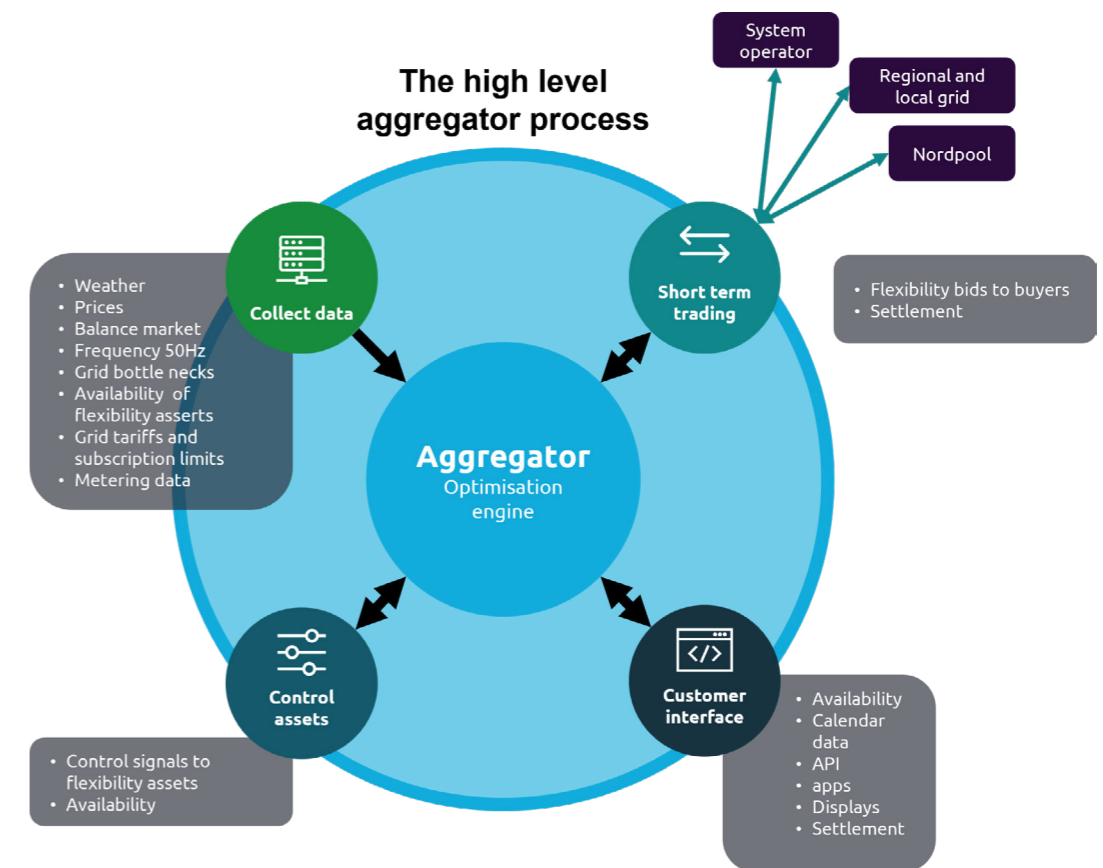 The high level
aggregator process
System
operator
Regional and
local grid
Nordpool
Collect data
• Weather
• Prices
• Balance market
• Frequency 50Hz
• Grid bottle necks
• Availability of
flexibility asserts
• Grid tariffs and
subscription limits
• Metering data
Short term
trading
• Flexibility bids to buyers
• Settlement
Aggregator
Optimisation
engine
Control
assets
• Control signals to
flexibility assets
• Availability
</>
Customer
interface
• Availability
• Calendar
data
• API
• apps
• Displays
• Settlement